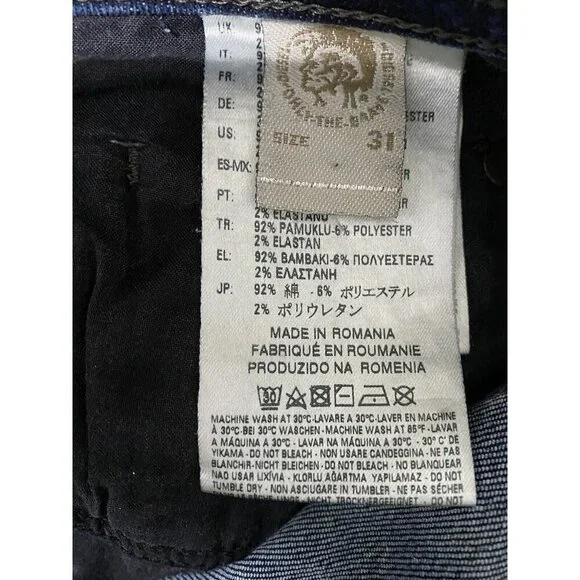 UK:
IT:
FR:
DE:
US:
ES-MX:
PT:
DIESEL
ONLY-THE-BRAVE
SIZE 31
2% ELASTANO
TR: 92% PAMUKLU-6% POLYESTER
2% ELASTAN
EL: 92% ΒΑΜΒΑΚΙ-6% ΠΟΛΥΕΣΤΕΡΑΣ
2% ΕΛΑΣΤΑΝΗ
JP: 92% 綿 - 6% ポリエステル
2% ポリウレタン
MADE IN ROMANIA
FABRIQUÉ EN ROUMANIE
PRODUZIDO NA ROMENIA
30
MACHINE WASH AT 30°C-LAVARE A 30°C-LAVER EN MACHINE
À 30°C-BEI 30°C WASCHEN- MACHINE WASH AT 85°F - LAVAR
A MÁQUINA A 30°C - LAVAR NA MÁQUINA A 30°C - 30° C' DE
YIKAMA - DO NOT BLEACH - NON USARE CANDEGGINA - NE PAS
BLANCHIR-NICHT BLEICHEN- DO NOT BLEACH- NO BLANQUEAR
NAO USAR LIXÍVIA - KLORLU AĞARTMA YAPILAMAZ - DO NOT
TUMBLE DRY - NON ASCIUGARE IN TUMBLER - NE PAS SÉCHER